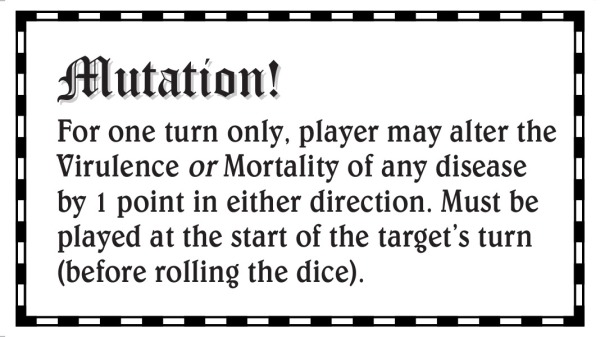 Mutation!
For one turn only, player may alter the
Virulence or Mortality of any disease
by 1 point in either direction. Must be
played at the start of the target's turn
(before rolling the dice).